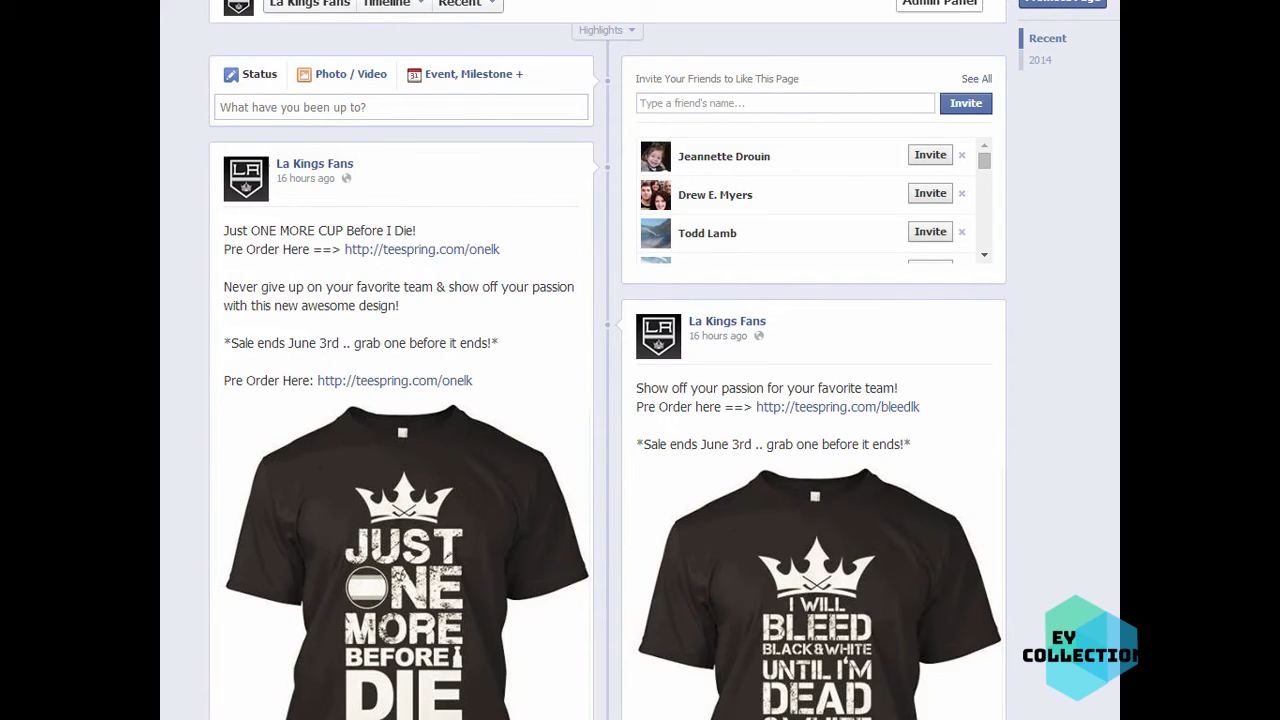 La Kings Fans Timeline Recent Admin Panel
Highlights
Recent
2014
Status Photo / Video 31 Event, Milestone +
What have you been up to?
Invite Your Friends to Like This Page See All
Type a friend's name... Invite
Jeannette Drouin Invite
Drew E. Myers Invite
Todd Lamb Invite
LA
La Kings Fans
16 hours ago
Just ONE MORE CUP Before I Die!
Pre Order Here ==> http://teespring.com/onelk
Never give up on your favorite team & show off your passion
with this new awesome design!
*Sale ends June 3rd .. grab one before it ends!*
Pre Order Here: http://teespring.com/onelk
JUST
ONE
MORE
BEFORE
DIE
LA
La Kings Fans
16 hours ago
Show off your passion for your favorite team!
Pre Order here ==> http://teespring.com/bleedlk
*Sale ends June 3rd .. grab one before it ends!*
I WILL
BLEED
BLACK&WHITE
UNTIL I'M
DEAD
EY
COLLECTION